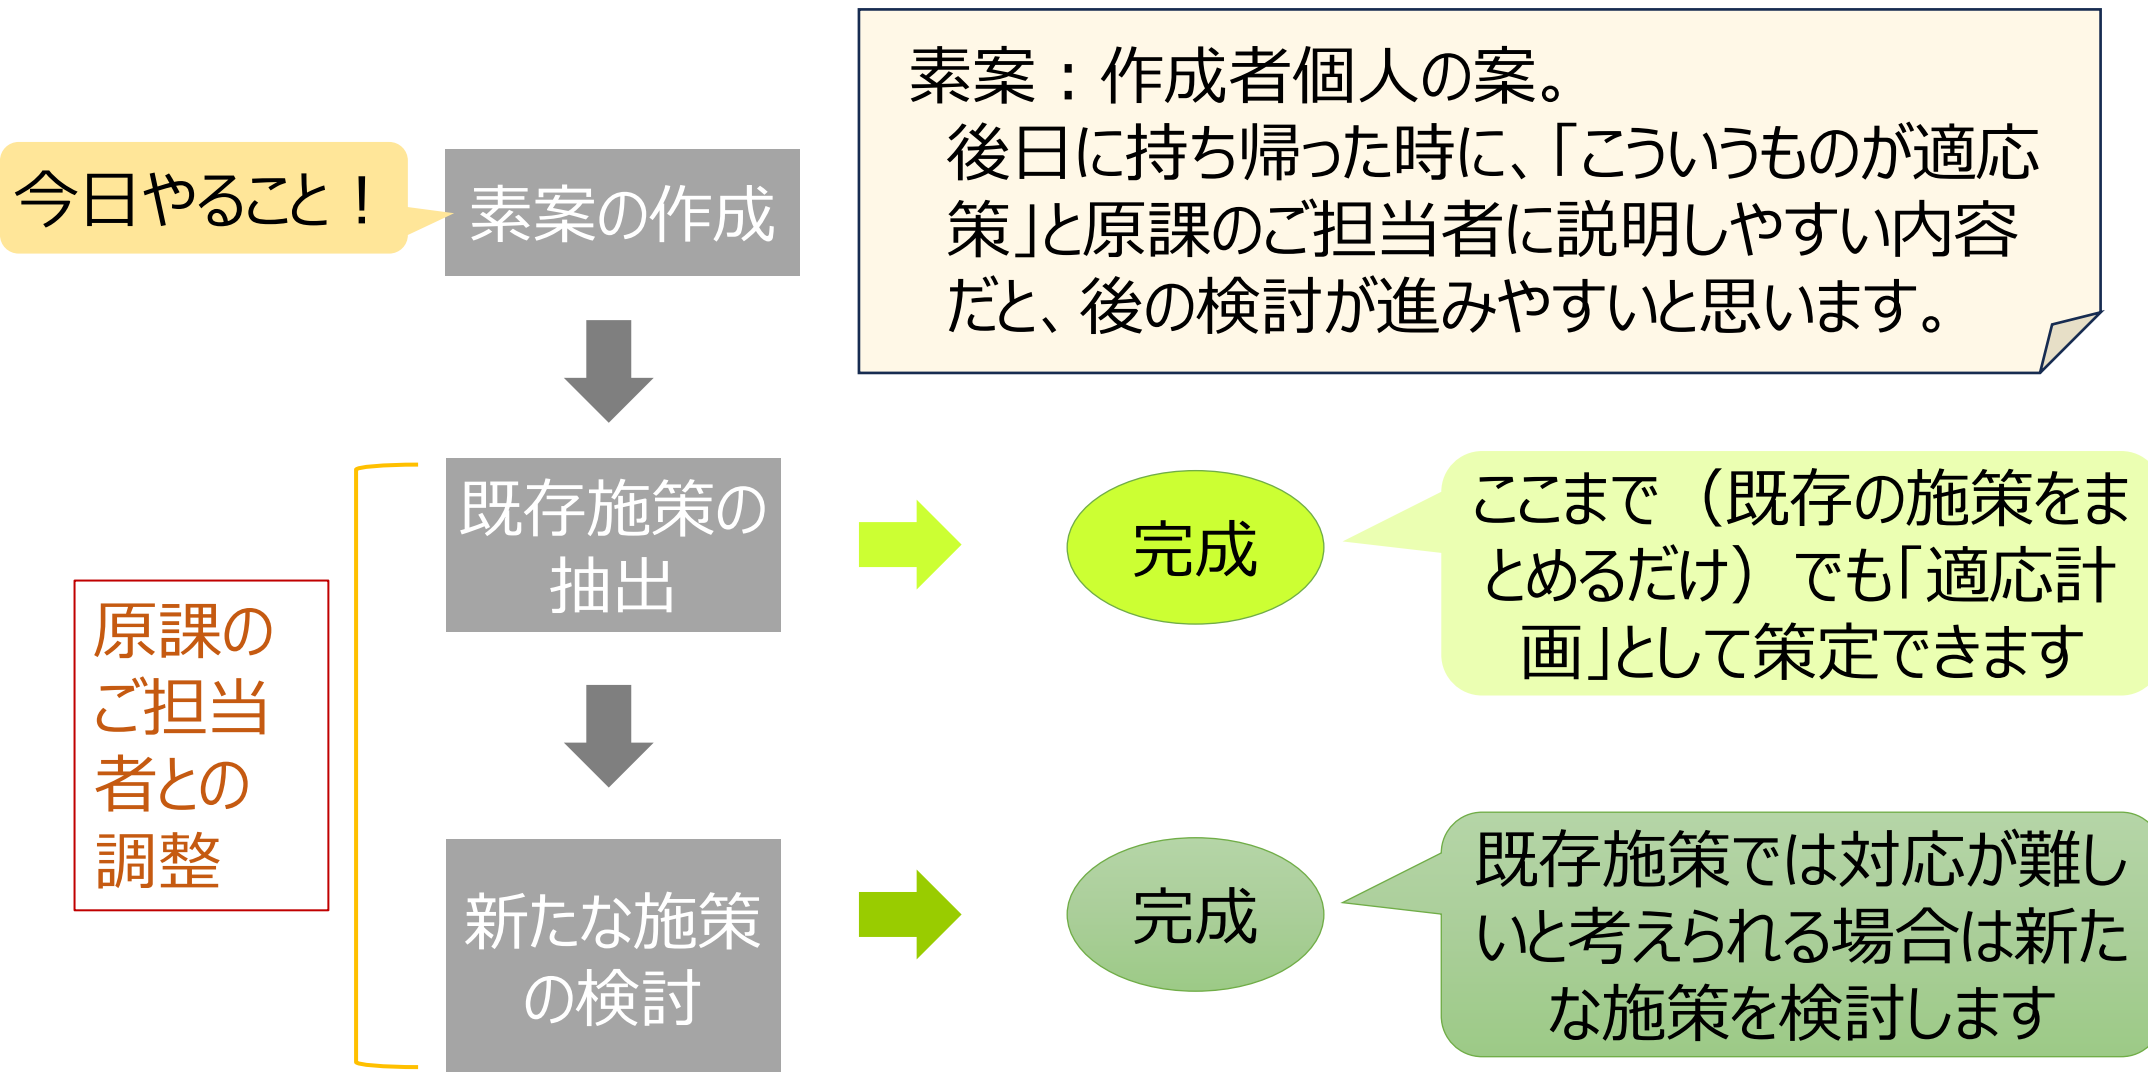 素案：作成者個人の案。
後日に持ち帰った時に、「こういうものが適応
策」と原課のご担当者に説明しやすい内容
だと、後の検討が進みやすいと思います。
今日やること！
素案の作成
既存施策の
抽出
完成
ここまで（既存の施策をま
とめるだけ）でも「適応計
画」として策定できます
原課の
ご担当
者との
調整
新たな施策
の検討
完成
既存施策では対応が難し
いと考えられる場合は新た
な施策を検討します